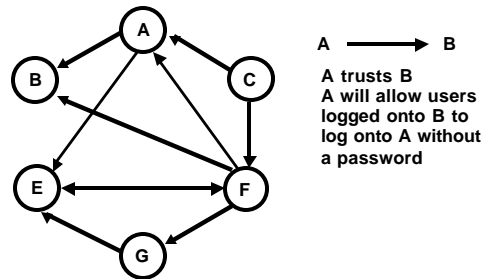 A
B
C
E
F
G
A B
A trusts B
A will allow users
logged onto B to
log onto A without
a password